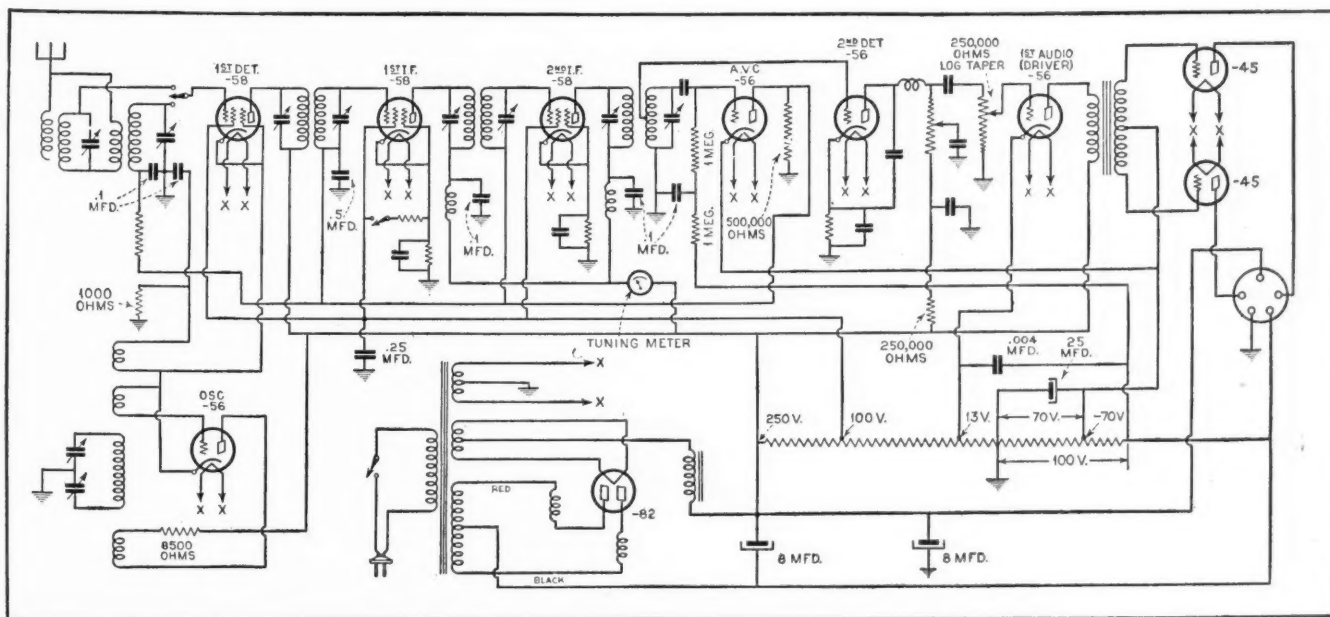 1ST DET.
-58
1ST I.F.
-58
2ND I.F.
-58
A.V.C.
-56
2ND DET
-56
250,000
OHMS
LOG TAPER
1ST AUDIO
(DRIVER)
-56
-45
-45
.1
MFD.
X X
X X
X X
X X
X X
X X
X X
X X
.5
MFD.
.1
MFD.
.1
MFD.
1 MEG.
1 MEG.
500,000
OHMS
1000
OHMS
TUNING METER
250,000
OHMS
.25
MFD.
.004
MFD.
25
MFD.
OSC
-56
X X
X
X
250 V.
100 V.
13 V.
70 V.
-70V
100 V.
RED
-82
BLACK
8500
OHMS
8 MFD.
8 MFD.